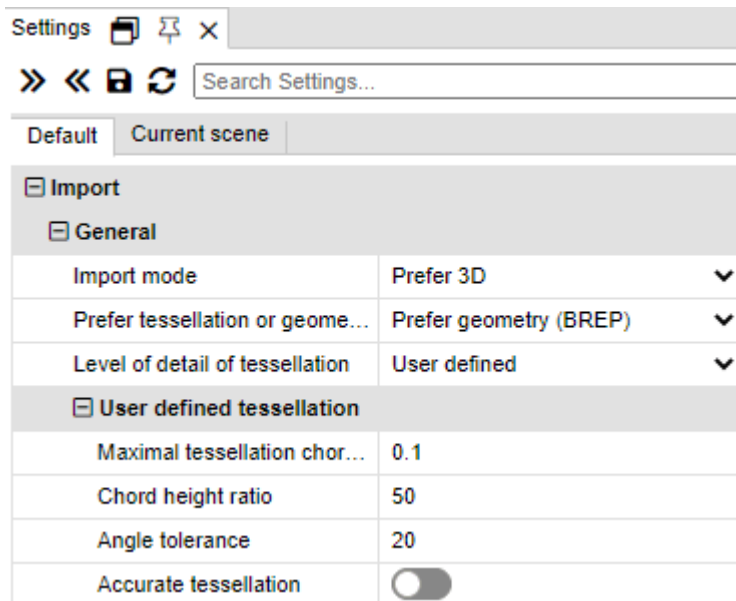 Settings
Search Settings...
Default Current scene
Import
General
Import mode Prefer 3D
Prefer tessellation or geome... Prefer geometry (BREP)
Level of detail of tessellation User defined
User defined tessellation
Maximal tessellation chor... 0.1
Chord height ratio 50
Angle tolerance 20
Accurate tessellation